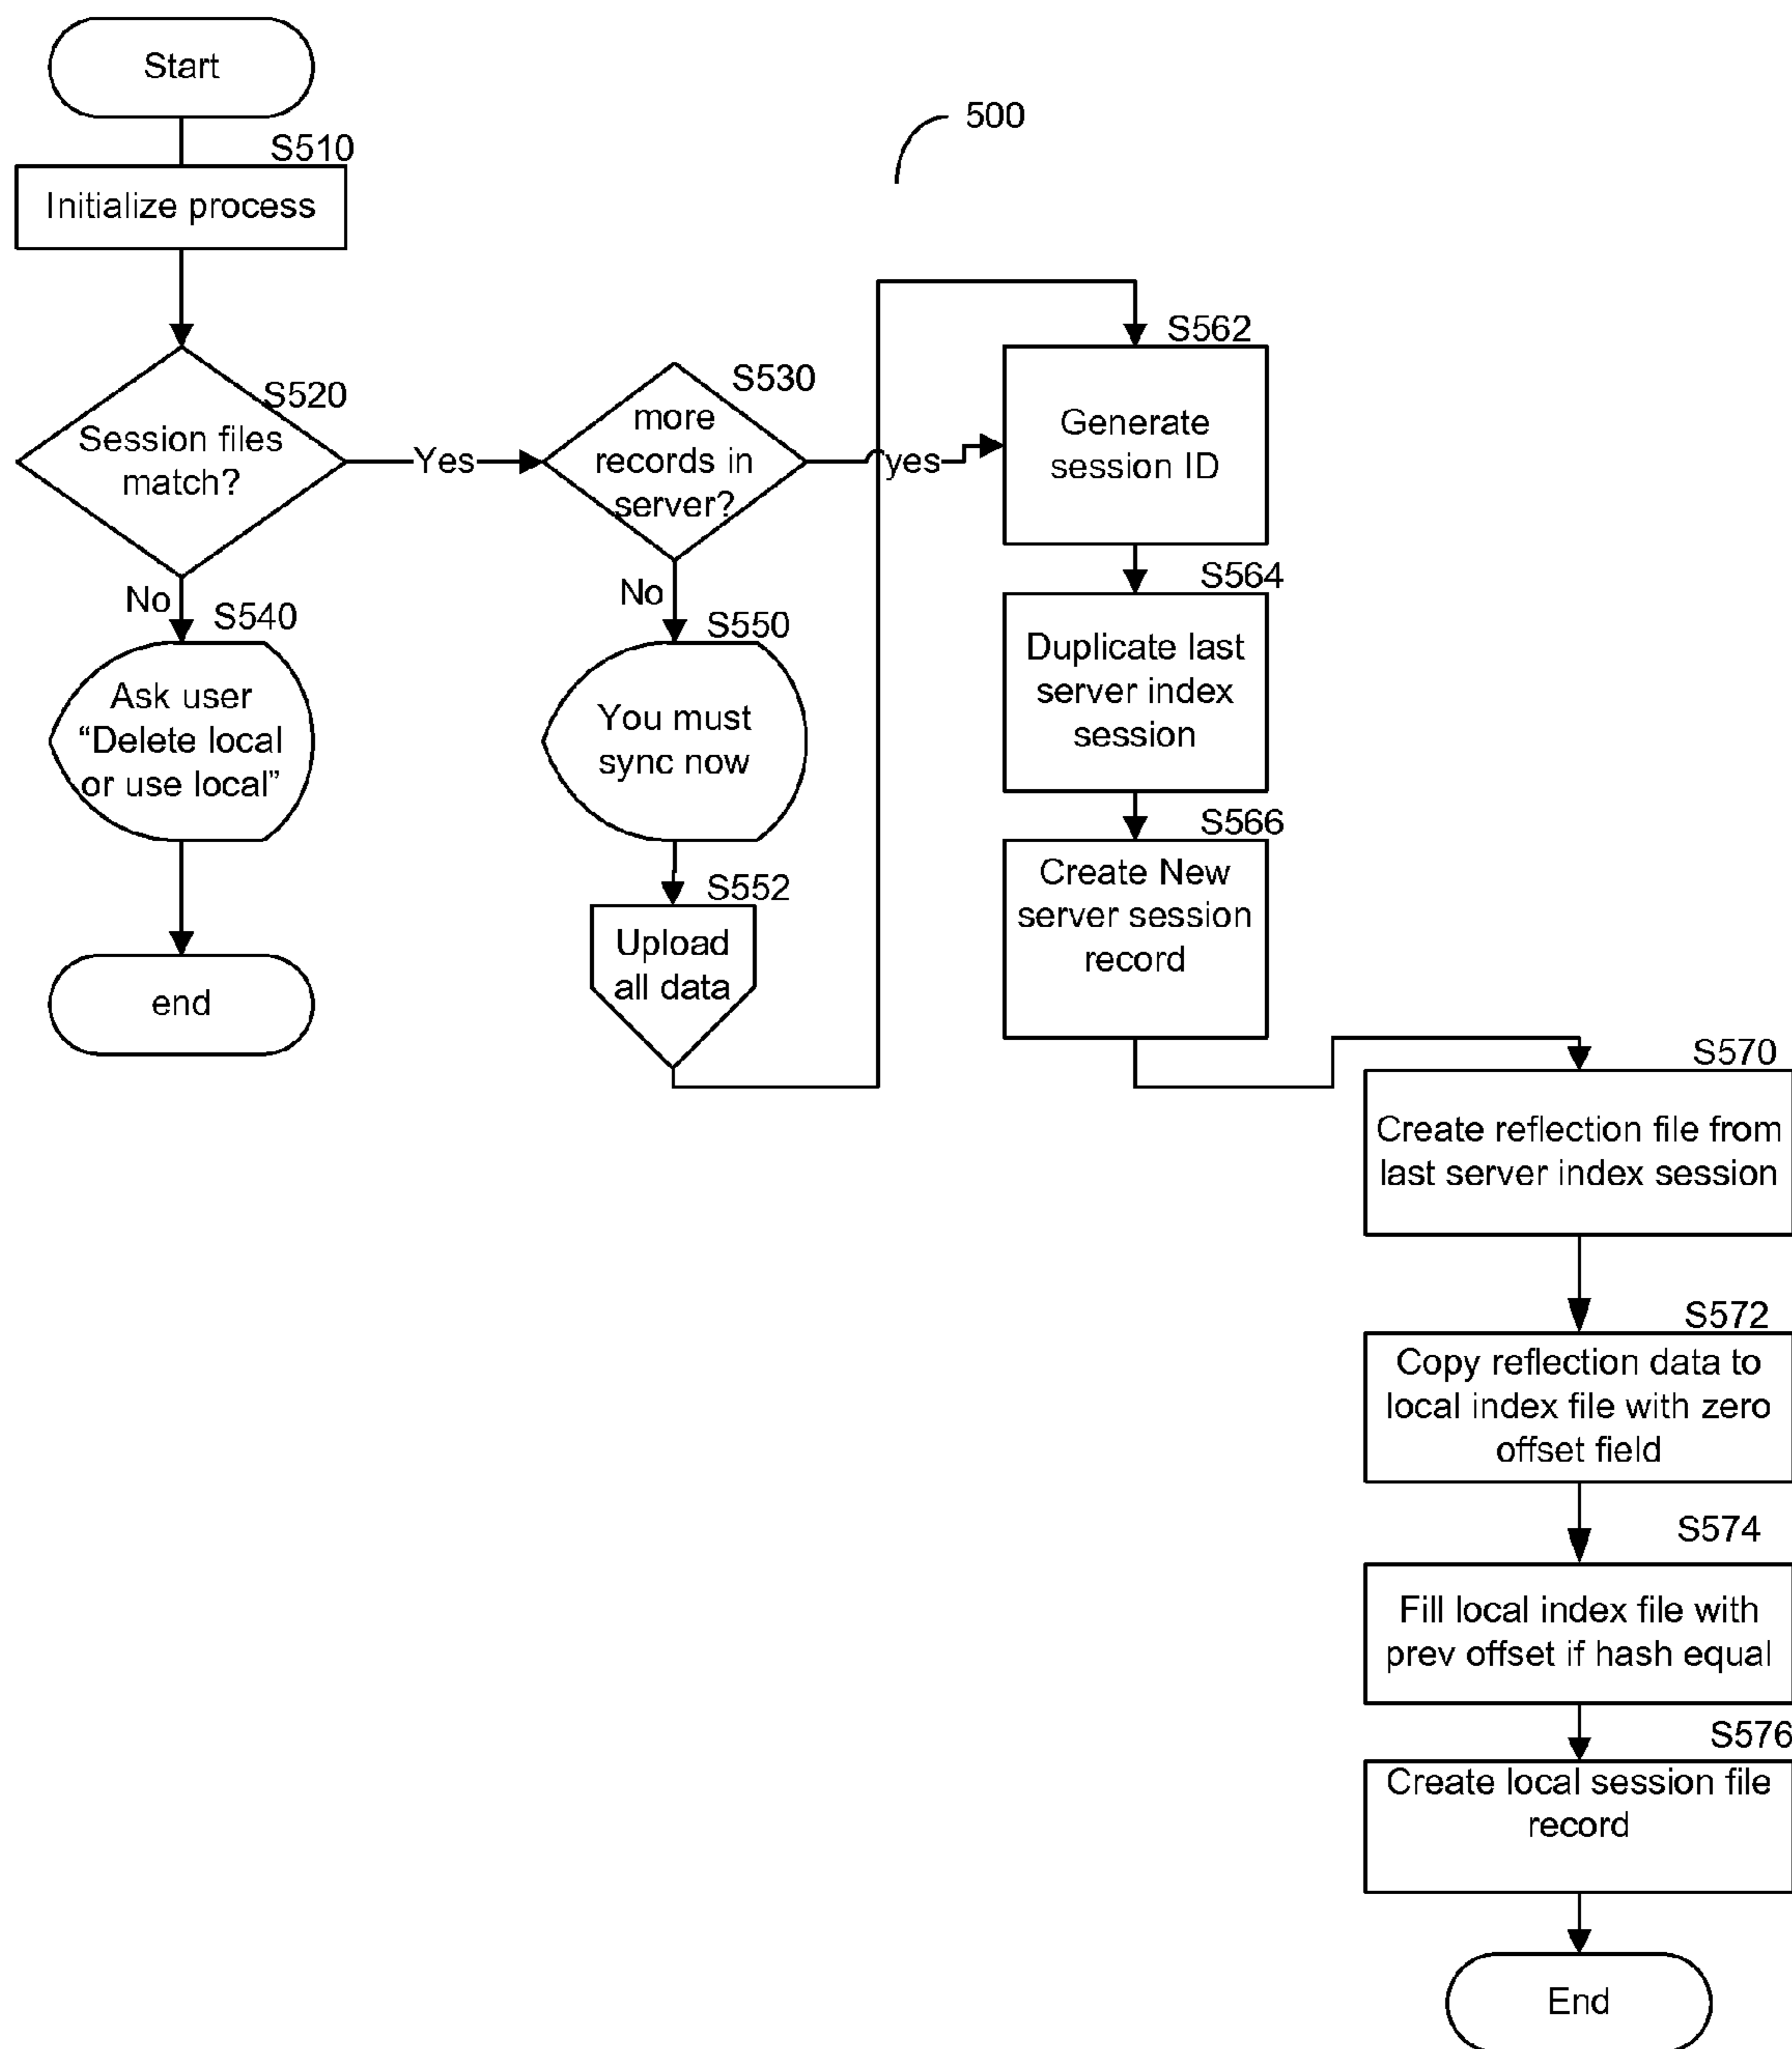 Start
500
S510
Initialize process
S520
Session files
match?
Yes
No
S530
more
records in
server?
yes
No
S540
Ask user
“Delete local
or use local”
end
S550
You must
sync now
S552
Upload
all data
S562
Generate
session ID
S564
Duplicate last
server index
session
S566
Create New
server session
record
S570
Create reflection file from
last server index session
S572
Copy reflection data to
local index file with zero
offset field
S574
Fill local index file with
prev offset if hash equal
S576
Create local session file
record
End